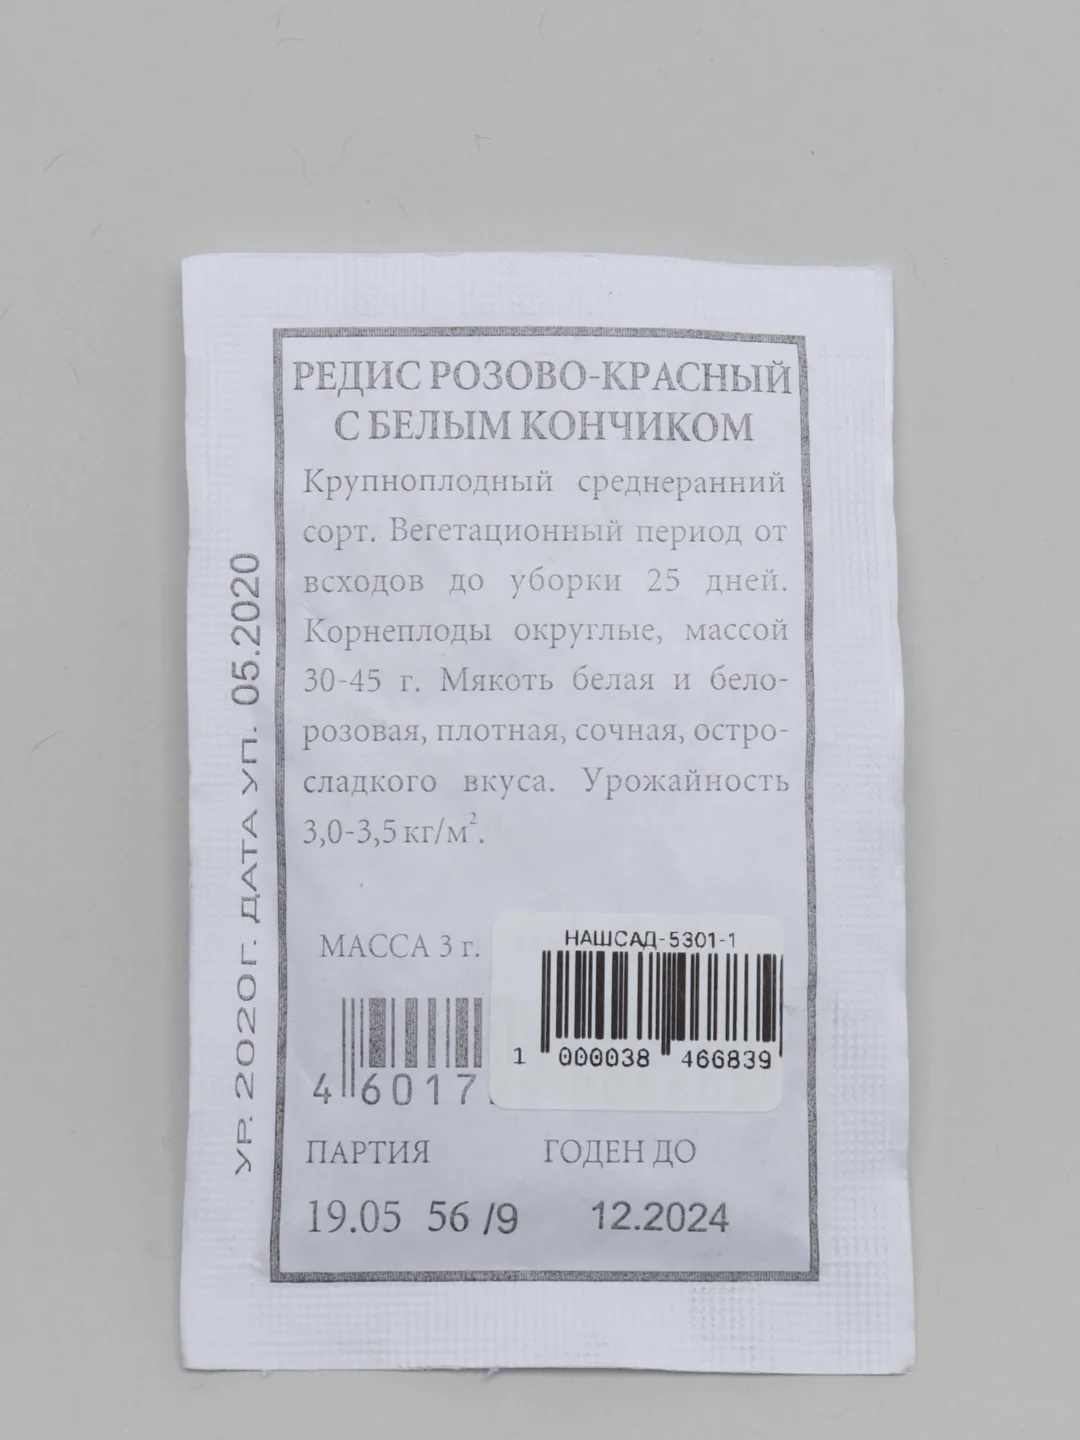 РЕДИС РОЗОВО-КРАСНЫЙ
С БЕЛЫМ КОНЧИКОМ
Крупноплодный среднеранний
сорт. Вегетационный период от
всходов до уборки 25 дней.
Корнеплоды округлые, массой
30-45 г. Мякоть белая и бело-
розовая, плотная, сочная, остро-
сладкого вкуса. Урожайность
3,0-3,5 кг/м².
МАССА 3 г.
НАШСАД-5301-1
1 000038 466839
4 6017
ПАРТИЯ ГОДЕН ДО
19.05 56 /9 12.2024
УР. 2020г. ДАТА УП. 05.2020